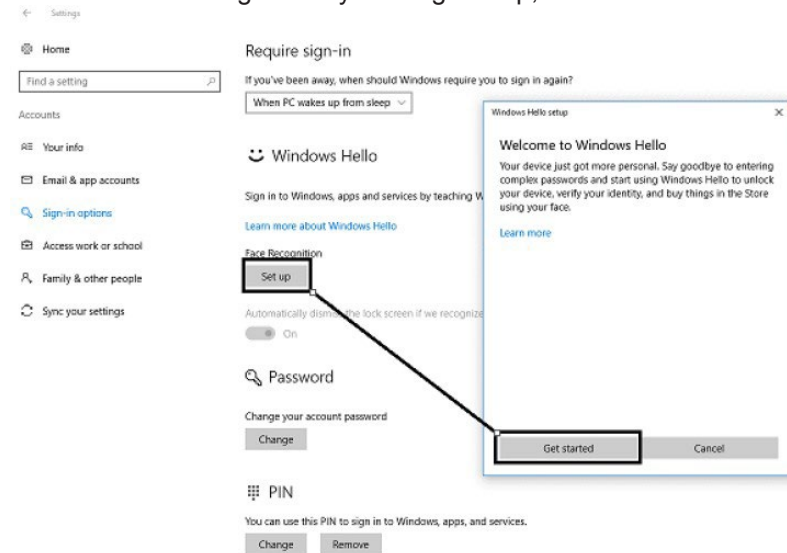 Settings
Home
Find a setting
Accounts
Your info
Email & app accounts
Sign-in options
Access work or school
Family & other people
Sync your settings
Require sign-in
If you've been away, when should Windows require you to sign in again?
When PC wakes up from sleep
Windows Hello
Sign in to Windows, apps and services by teaching W
Learn more about Windows Hello
Face Recognition
Set up
Automatically dismiss the lock screen if we recognize
On
Password
Change your account password
Change
PIN
You can use this PIN to sign in to Windows, apps, and services.
Change Remove
Windows Hello setup
Welcome to Windows Hello
Your device just got more personal. Say goodbye to entering
complex passwords and start using Windows Hello to unlock
your device, verify your identity, and buy things in the Store
using your face.
Learn more
Get started Cancel